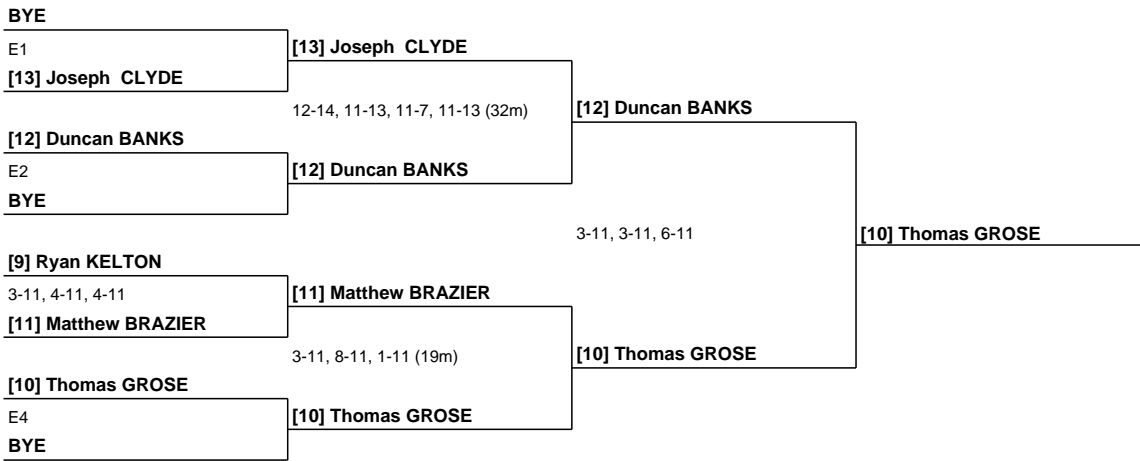 BYE
E1
[13] Joseph  CLYDE
[13] Joseph  CLYDE
12-14, 11-13, 11-7, 11-13 (32m)
[12] Duncan BANKS
[12] Duncan BANKS
E2
[12] Duncan BANKS
BYE
3-11, 3-11, 6-11
[10] Thomas GROSE
[9] Ryan KELTON
3-11, 4-11, 4-11
[11] Matthew BRAZIER
[11] Matthew BRAZIER
3-11, 8-11, 1-11 (19m)
[10] Thomas GROSE
[10] Thomas GROSE
E4
[10] Thomas GROSE
BYE